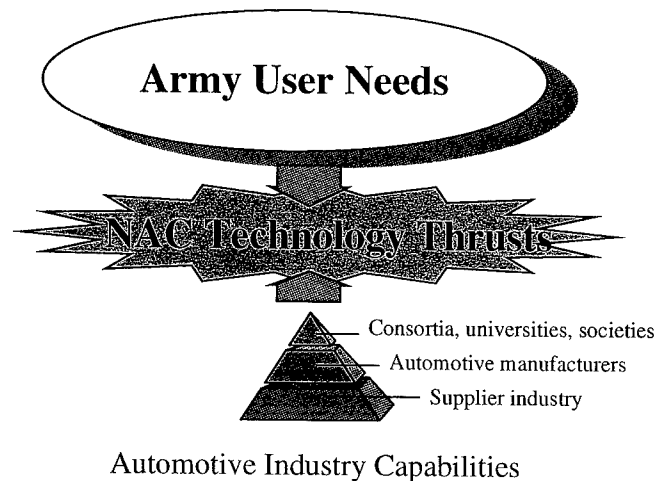 Army User Needs
NAC Technology Thrusts
Consortia, universities, societies
Automotive manufacturers
Supplier industry
Automotive Industry Capabilities